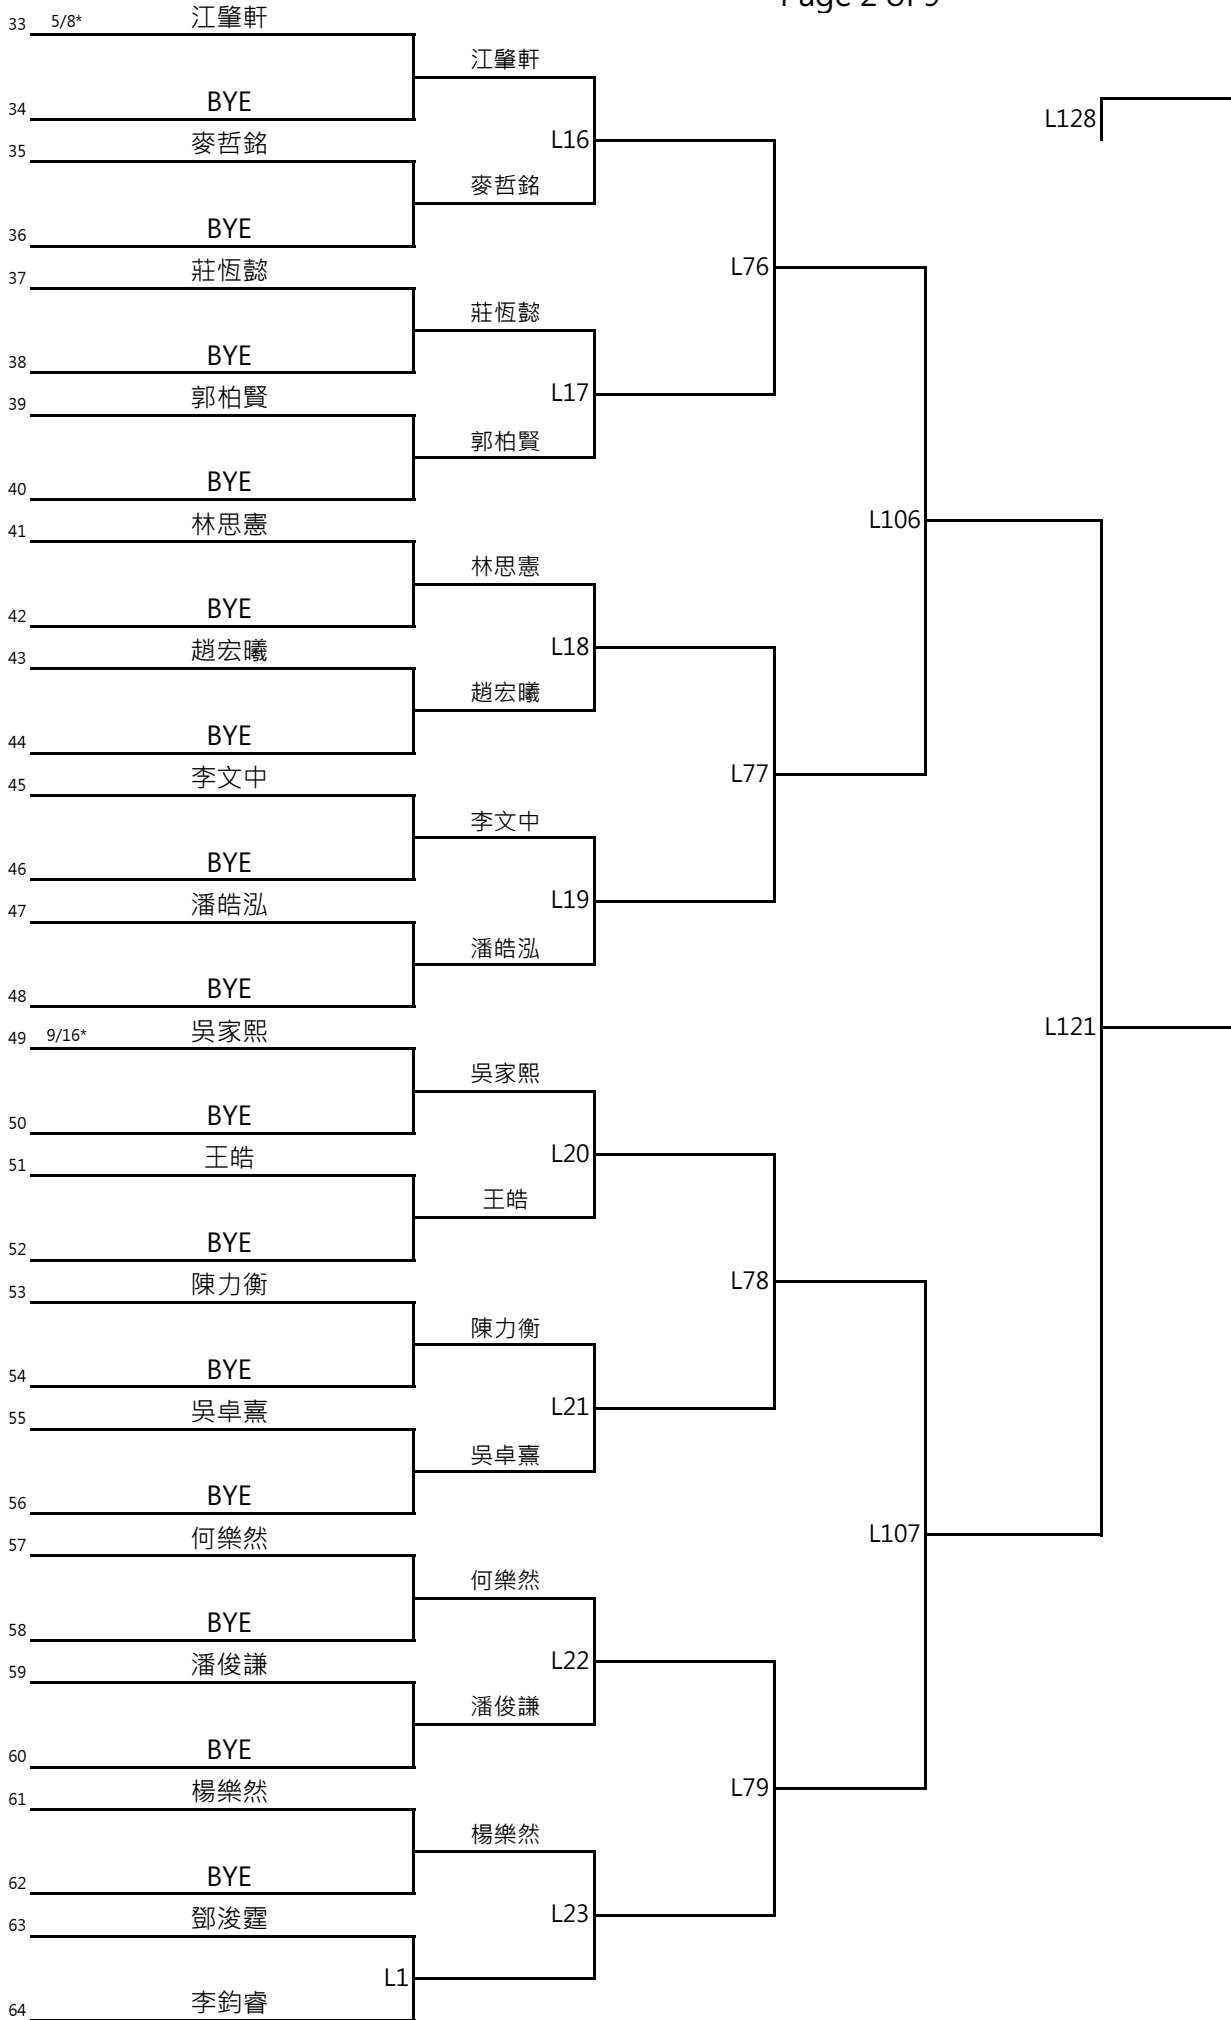 Page 2 of 9
33 5/8* 江肇軒
江肇軒
34 BYE
L128
35 麥哲銘
L16
麥哲銘
36 BYE
L76
37 莊恆懿
莊恆懿
38 BYE
L17
39 郭柏賢
郭柏賢
40 BYE
L106
41 林思憲
林思憲
42 BYE
L18
43 趙宏曦
趙宏曦
44 BYE
L77
45 李文中
李文中
46 BYE
L19
47 潘皓泓
潘皓泓
48 BYE
L121
49 9/16* 吳家熙
吳家熙
50 BYE
L20
51 王皓
王皓
52 BYE
L78
53 陳力衡
陳力衡
54 BYE
L21
55 吳卓熹
吳卓熹
56 BYE
L107
57 何樂然
何樂然
58 BYE
L22
59 潘俊謙
潘俊謙
60 BYE
L79
61 楊樂然
楊樂然
62 BYE
L23
63 鄧浚霆
L1
64 李鈞睿